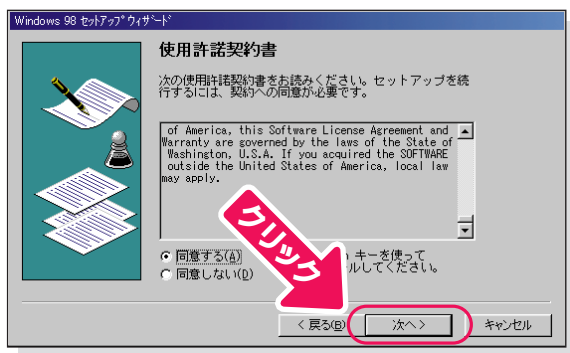 Windows 98 ｾｯﾄｱｯﾌﾟ ｳｨｻﾞｰﾄﾞ
使用許諾契約書
次の使用許諾契約書をお読みください。セットアップを続
行するには、契約への同意が必要です。
of America, this Software License Agreement and
Warranty are governed by the laws of the State of
Washington, U.S.A. If you acquired the SOFTWARE
outside the United States of America, local law
may apply.
クリック
同意する(A)
キーを使って
同意しない(D)
ルしてください。
< 戻る(B)
次へ >
キャンセル